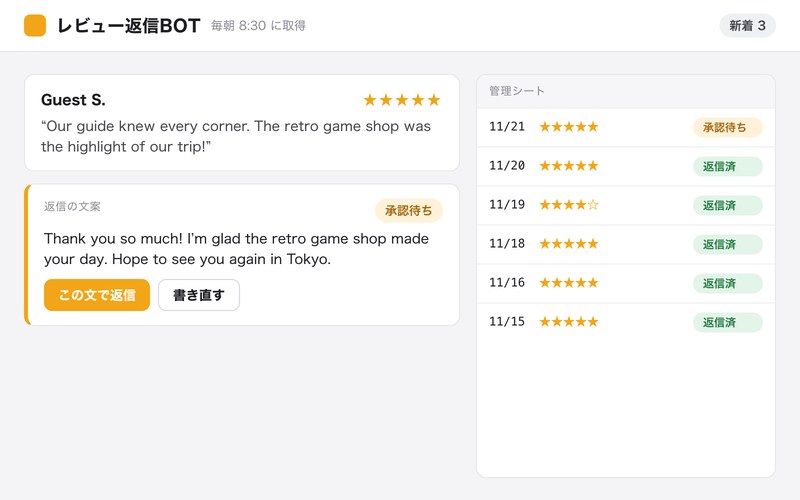 レビュー返信BOT 毎朝 8:30 に取得
新着 3
Guest S. ★★★★★
“Our guide knew every corner. The retro game shop was
the highlight of our trip!”
返信の文案 承認待ち
Thank you so much! I’m glad the retro game shop made
your day. Hope to see you again in Tokyo.
この文で返信 書き直す
管理シート
11/21 ★★★★★ 承認待ち
11/20 ★★★★★ 返信済
11/19 ★★★★☆ 返信済
11/18 ★★★★★ 返信済
11/16 ★★★★★ 返信済
11/15 ★★★★★ 返信済